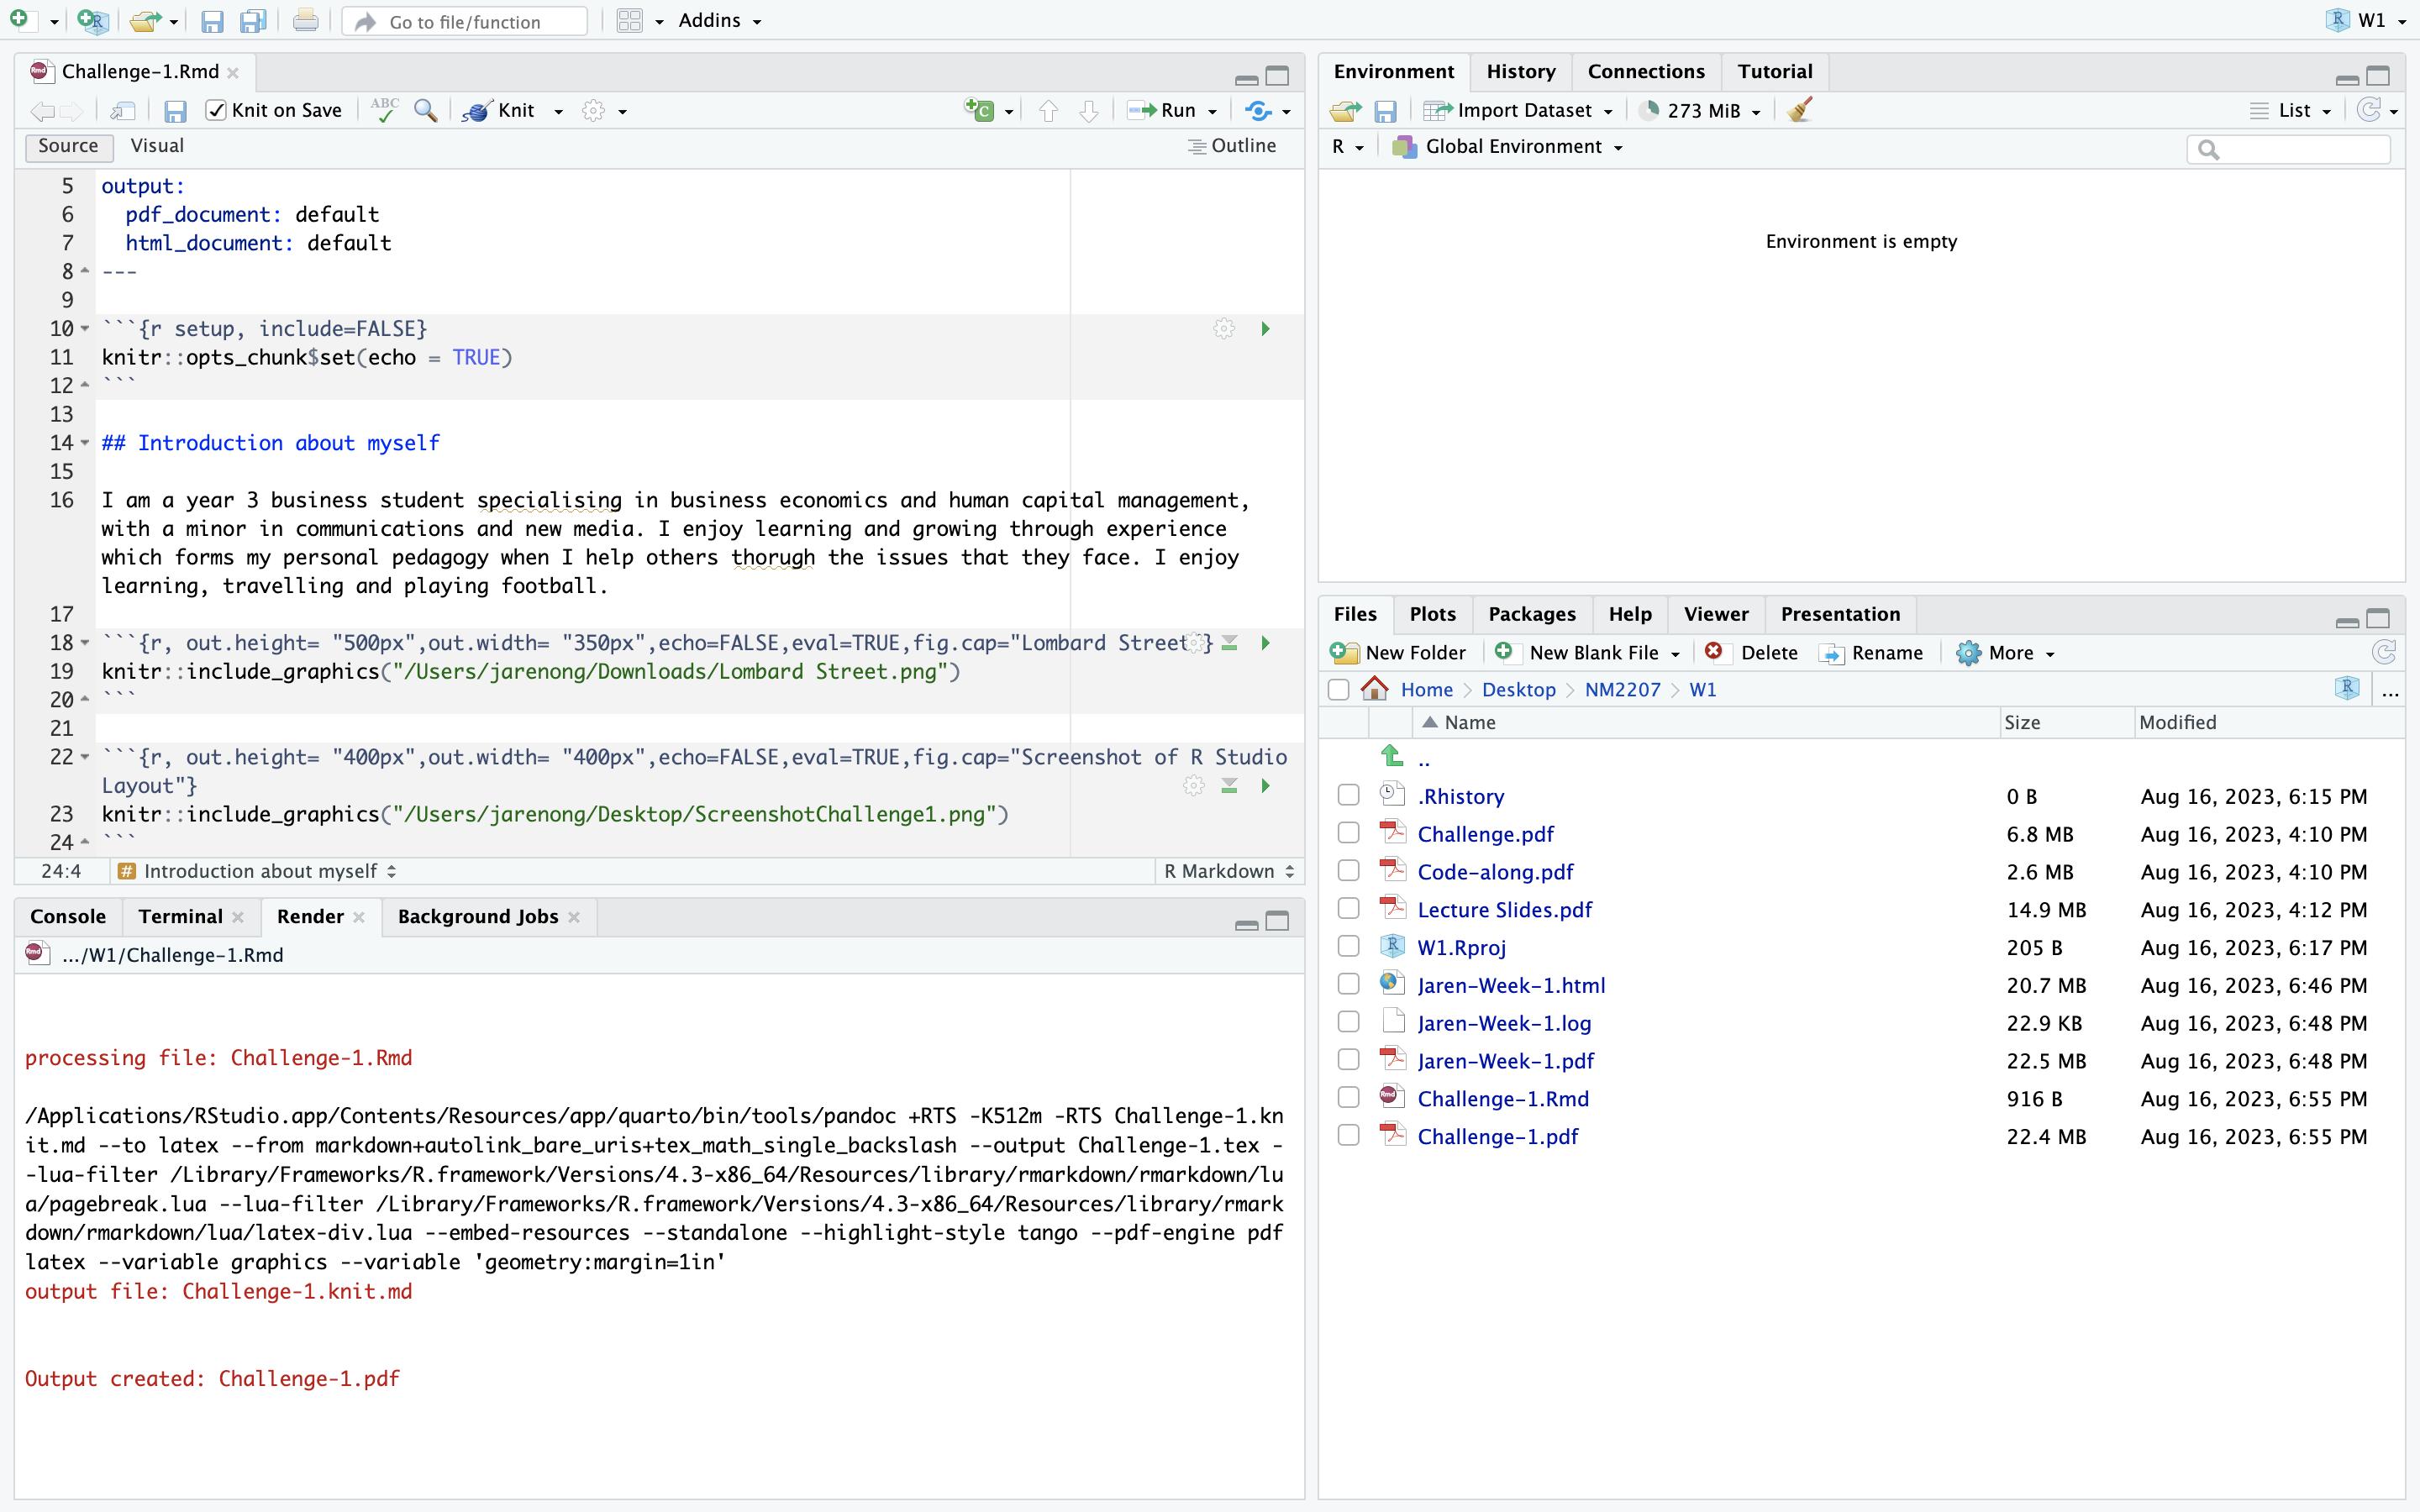 Go to file/function
Addins
W1
Challenge-1.Rmd
Knit on Save
ABC
Knit
Run
Source
Visual
Outline
5 output:
6   pdf_document: default
7   html_document: default
8 ---
9
10 ```{r setup, include=FALSE}
11 knitr::opts_chunk$set(echo = TRUE)
12 ```
13
14 ## Introduction about myself
15
16 I am a year 3 business student specialising in business economics and human capital management,
with a minor in communications and new media. I enjoy learning and growing through experience
which forms my personal pedagogy when I help others thorugh the issues that they face. I enjoy
learning, travelling and playing football.
17
18 ```{r, out.height= "500px",out.width= "350px",echo=FALSE,eval=TRUE,fig.cap="Lombard Street"}
19 knitr::include_graphics("/Users/jarenong/Downloads/Lombard Street.png")
20 ```
21
22 ```{r, out.height= "400px",out.width= "400px",echo=FALSE,eval=TRUE,fig.cap="Screenshot of R Studio
Layout"}
23 knitr::include_graphics("/Users/jarenong/Desktop/ScreenshotChallenge1.png")
24 ```
24:4
# Introduction about myself
R Markdown
Console
Terminal
Render
Background Jobs
.../W1/Challenge-1.Rmd
processing file: Challenge-1.Rmd
/Applications/RStudio.app/Contents/Resources/app/quarto/bin/tools/pandoc +RTS -K512m -RTS Challenge-1.kn
it.md --to latex --from markdown+autolink_bare_uris+tex_math_single_backslash --output Challenge-1.tex -
-lua-filter /Library/Frameworks/R.framework/Versions/4.3-x86_64/Resources/library/rmarkdown/rmarkdown/lu
a/pagebreak.lua --lua-filter /Library/Frameworks/R.framework/Versions/4.3-x86_64/Resources/library/rmark
down/rmarkdown/lua/latex-div.lua --embed-resources --standalone --highlight-style tango --pdf-engine pdf
latex --variable graphics --variable 'geometry:margin=1in'
output file: Challenge-1.knit.md
Output created: Challenge-1.pdf
Environment
History
Connections
Tutorial
Import Dataset
273 MiB
List
R
Global Environment
Environment is empty
Files
Plots
Packages
Help
Viewer
Presentation
New Folder
New Blank File
Delete
Rename
More
Home
Desktop
NM2207
W1
...
Name Size Modified
..
.Rhistory 0 B Aug 16, 2023, 6:15 PM
Challenge.pdf 6.8 MB Aug 16, 2023, 4:10 PM
Code-along.pdf 2.6 MB Aug 16, 2023, 4:10 PM
Lecture Slides.pdf 14.9 MB Aug 16, 2023, 4:12 PM
W1.Rproj 205 B Aug 16, 2023, 6:17 PM
Jaren-Week-1.html 20.7 MB Aug 16, 2023, 6:46 PM
Jaren-Week-1.log 22.9 KB Aug 16, 2023, 6:48 PM
Jaren-Week-1.pdf 22.5 MB Aug 16, 2023, 6:48 PM
Challenge-1.Rmd 916 B Aug 16, 2023, 6:55 PM
Challenge-1.pdf 22.4 MB Aug 16, 2023, 6:55 PM